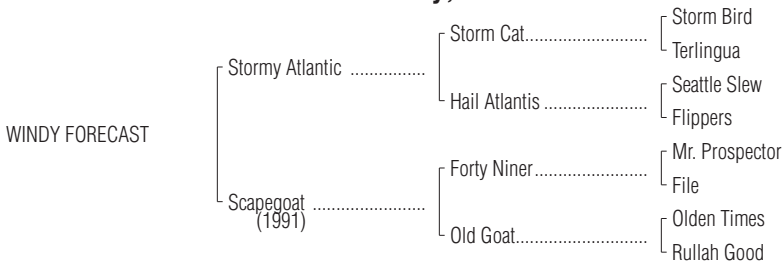 Storm Bird
Storm Cat..............................
Terlingua
Stormy Atlantic ..................
Seattle Slew
Hail Atlantis .........................
Flippers
WINDY FORECAST
Mr. Prospector
Forty Niner...........................
File
Scapegoat ...........................
(1991)
Olden Times
Old Goat................................
Rullah Good